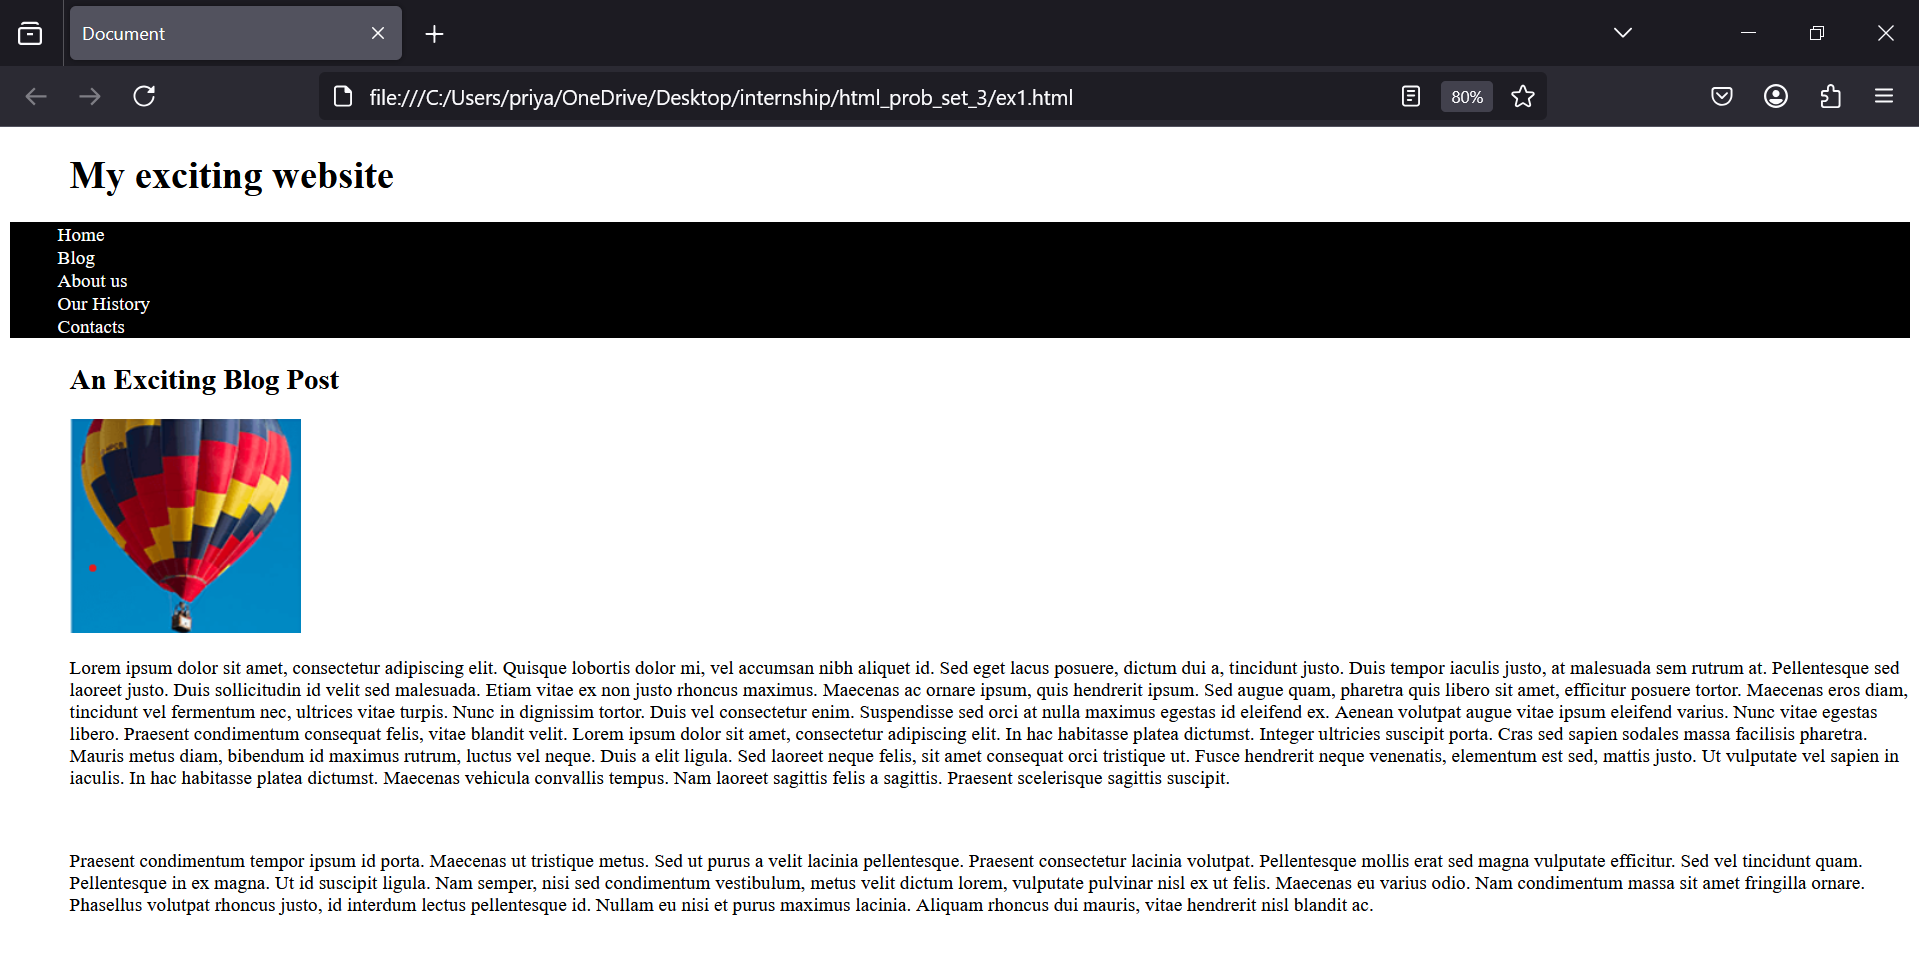 Document
file:///C:/Users/priya/OneDrive/Desktop/internship/html_prob_set_3/ex1.html
80%
My exciting website
Home
Blog
About us
Our History
Contacts
An Exciting Blog Post
Lorem ipsum dolor sit amet, consectetur adipiscing elit. Quisque lobortis dolor mi, vel accumsan nibh aliquet id. Sed eget lacus posuere, dictum dui a, tincidunt justo. Duis tempor iaculis justo, at malesuada sem rutrum at. Pellentesque sed
laoreet justo. Duis sollicitudin id velit sed malesuada. Etiam vitae ex non justo rhoncus maximus. Maecenas ac ornare ipsum, quis hendrerit ipsum. Sed augue quam, pharetra quis libero sit amet, efficitur posuere tortor. Maecenas eros diam,
tincidunt vel fermentum nec, ultrices vitae turpis. Nunc in dignissim tortor. Duis vel consectetur enim. Suspendisse sed orci at nulla maximus egestas id eleifend ex. Aenean volutpat augue vitae ipsum eleifend varius. Nunc vitae egestas
libero. Praesent condimentum consequat felis, vitae blandit velit. Lorem ipsum dolor sit amet, consectetur adipiscing elit. In hac habitasse platea dictumst. Integer ultricies suscipit porta. Cras sed sapien sodales massa facilisis pharetra.
Mauris metus diam, bibendum id maximus rutrum, luctus vel neque. Duis a elit ligula. Sed laoreet neque felis, sit amet consequat orci tristique ut. Fusce hendrerit neque venenatis, elementum est sed, mattis justo. Ut vulputate vel sapien in
iaculis. In hac habitasse platea dictumst. Maecenas vehicula convallis tempus. Nam laoreet sagittis felis a sagittis. Praesent scelerisque sagittis suscipit.
Praesent condimentum tempor ipsum id porta. Maecenas ut tristique metus. Sed ut purus a velit lacinia pellentesque. Praesent consectetur lacinia volutpat. Pellentesque mollis erat sed magna vulputate efficitur. Sed vel tincidunt quam.
Pellentesque in ex magna. Ut id suscipit ligula. Nam semper, nisi sed condimentum vestibulum, metus velit dictum lorem, vulputate pulvinar nisl ex ut felis. Maecenas eu varius odio. Nam condimentum massa sit amet fringilla ornare.
Phasellus volutpat rhoncus justo, id interdum lectus pellentesque id. Nullam eu nisi et purus maximus lacinia. Aliquam rhoncus dui mauris, vitae hendrerit nisl blandit ac.